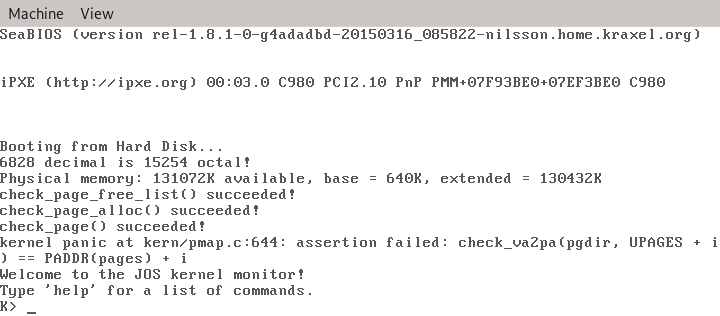 Machine View
SeaBIOS (version rel-1.8.1-0-g4adadbd-20150316_085822-nilsson.home.kraxel.org)
iPXE (http://ipxe.org) 00:03.0 C980 PCI2.10 PnP PMM+07F93BE0+07EF3BE0 C980
Booting from Hard Disk...
6828 decimal is 15254 octal!
Physical memory: 131072K available, base = 640K, extended = 130432K
check_page_free_list() succeeded!
check_page_alloc() succeeded!
check_page() succeeded!
kernel panic at kern/pmap.c:644: assertion failed: check_va2pa(pgdir, UPAGES + i
) == PADDR(pages) + i
Welcome to the JOS kernel monitor!
Type 'help' for a list of commands.
K> _